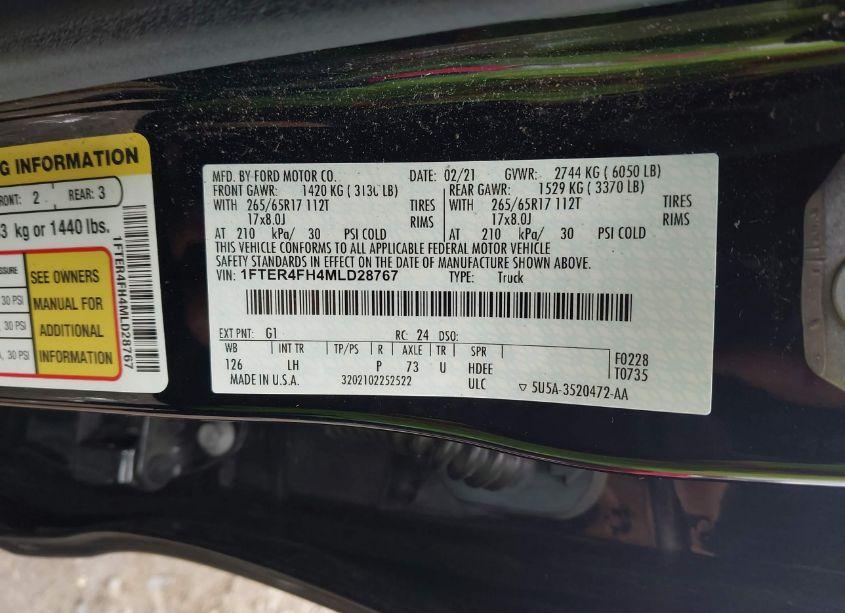 G INFORMATION
RONT: 2 REAR: 3
3 kg or 1440 lbs.
30 PSI
30 PSI
, 30 PSI
SEE OWNERS
MANUAL FOR
ADDITIONAL
INFORMATION
1FTER4FH4MLD28767
MFD. BY FORD MOTOR CO. DATE: 02/21 GVWR: 2744 KG ( 6050 LB)
FRONT GAWR: 1420 KG ( 3130 LB) REAR GAWR: 1529 KG ( 3370 LB)
WITH 265/65R17 112T TIRES WITH 265/65R17 112T TIRES
17x8.0J RIMS 17x8.0J RIMS
AT 210 kPa/ 30 PSI COLD AT 210 kPa/ 30 PSI COLD
THIS VEHICLE CONFORMS TO ALL APPLICABLE FEDERAL MOTOR VEHICLE
SAFETY STANDARDS IN EFFECT ON THE DATE OF MANUFACTURE SHOWN ABOVE.
VIN: 1FTER4FH4MLD28767 TYPE: Truck
EXT PNT: G1 RC: 24 DSO:
WB INT TR TP/PS R AXLE TR SPR F0228
126 LH P 73 U HDEE T0735
MADE IN U.S.A. 3202102252522 ULC ▽ 5U5A-3520472-AA